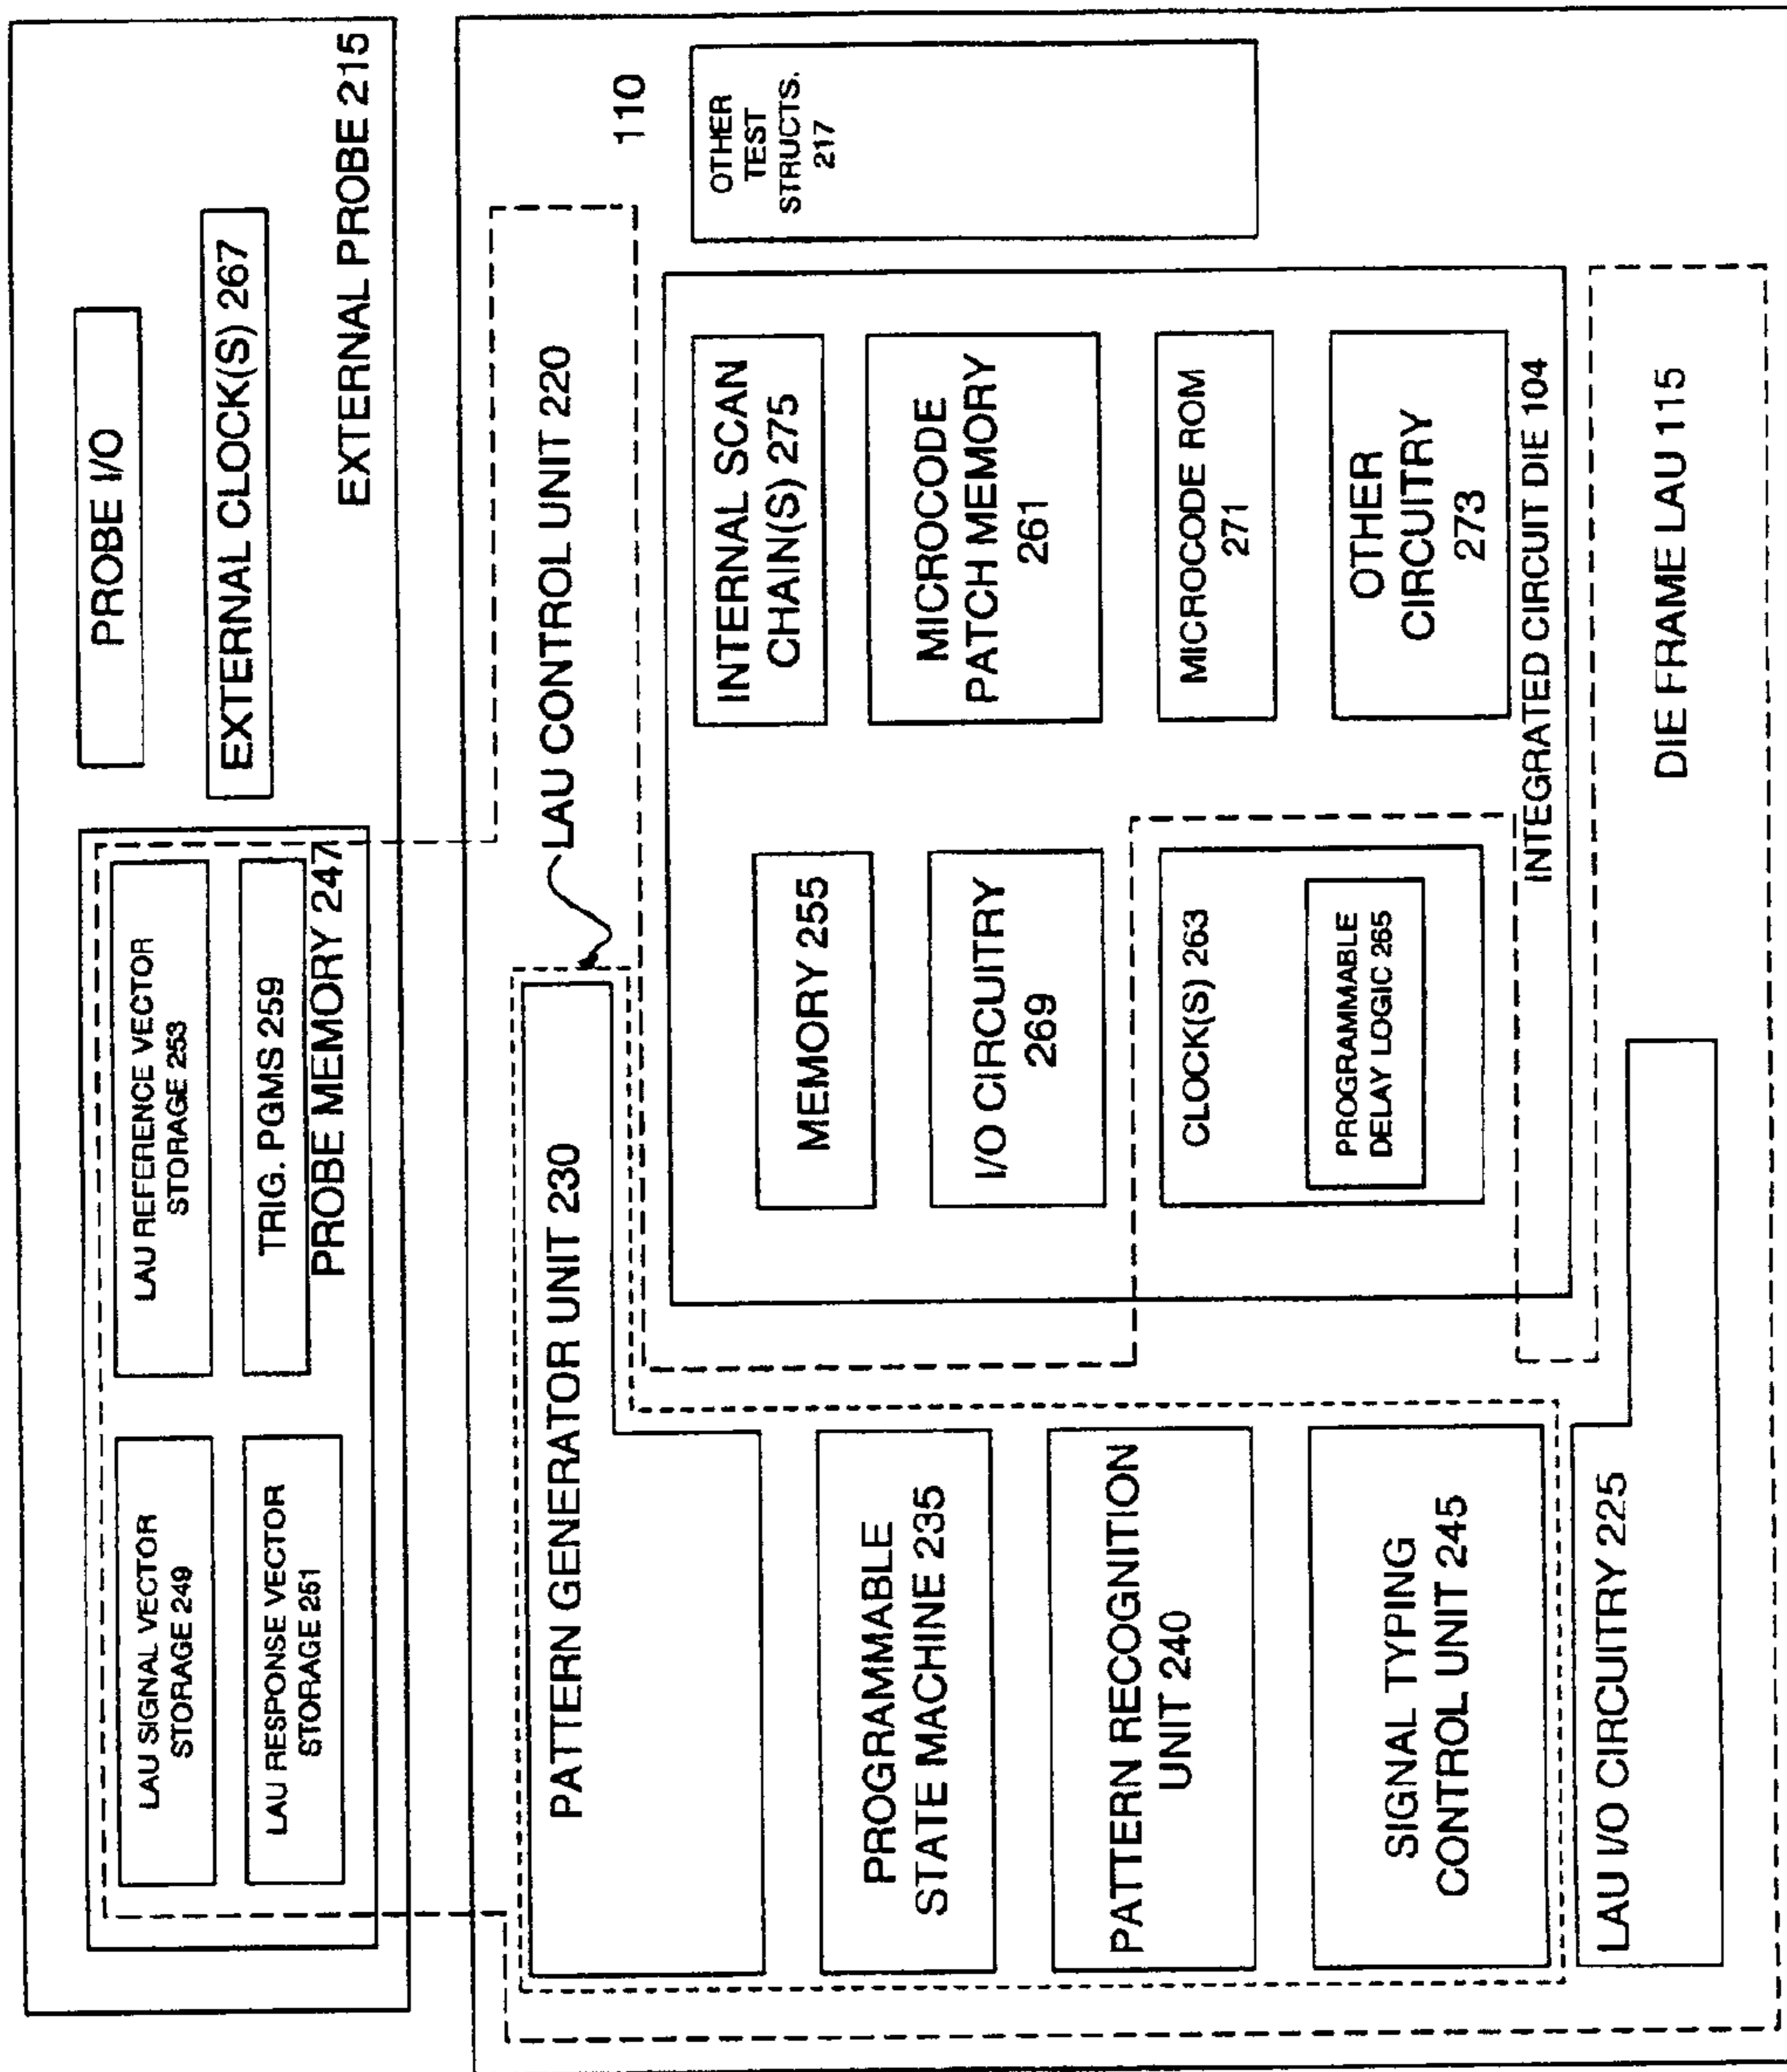 LAU SIGNAL VECTOR
STORAGE 249
LAU RESPONSE VECTOR
STORAGE 251
LAU REFERENCE VECTOR
STORAGE 253
TRIG. PGMS 259
PROBE MEMORY 247
PROBE I/O
EXTERNAL CLOCK(S) 267
EXTERNAL PROBE 215
110
LAU CONTROL UNIT 220
OTHER
TEST
STRUCTS.
217
PATTERN GENERATOR UNIT 230
PROGRAMMABLE
STATE MACHINE 235
PATTERN RECOGNITION
UNIT 240
SIGNAL TYPING
CONTROL UNIT 245
LAU I/O CIRCUITRY 225
MEMORY 255
I/O CIRCUITRY
269
CLOCK(S) 263
PROGRAMMABLE
DELAY LOGIC 265
INTERNAL SCAN
CHAIN(S) 275
MICROCODE
PATCH MEMORY
261
MICROCODE ROM
271
OTHER
CIRCUITRY
273
INTEGRATED CIRCUIT DIE 104
DIE FRAME LAU 115